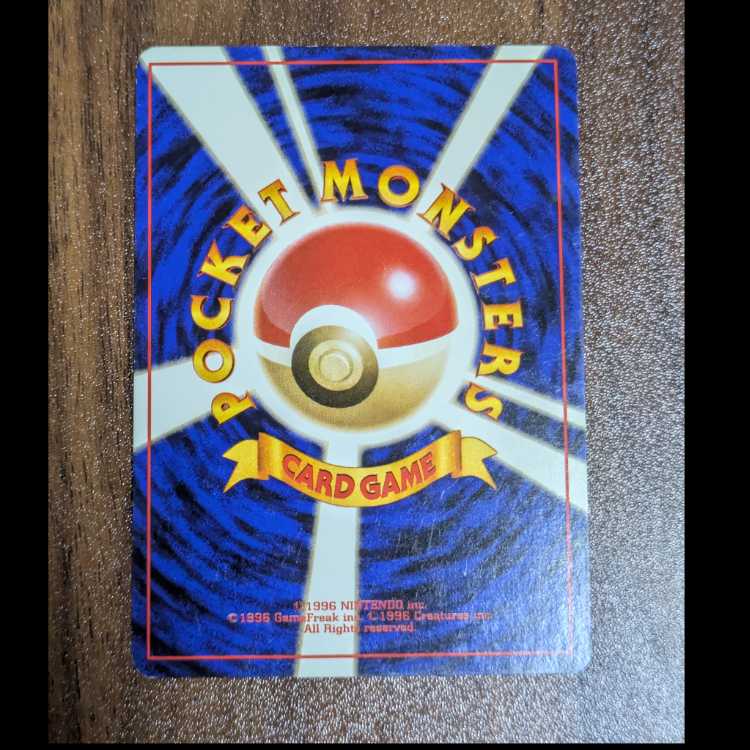 POCKET MONSTERS
CARD GAME
©1996 NINTENDO, inc.
©1996 GameFreak inc. ©1996 Creatures inc.
All Rights reserved.